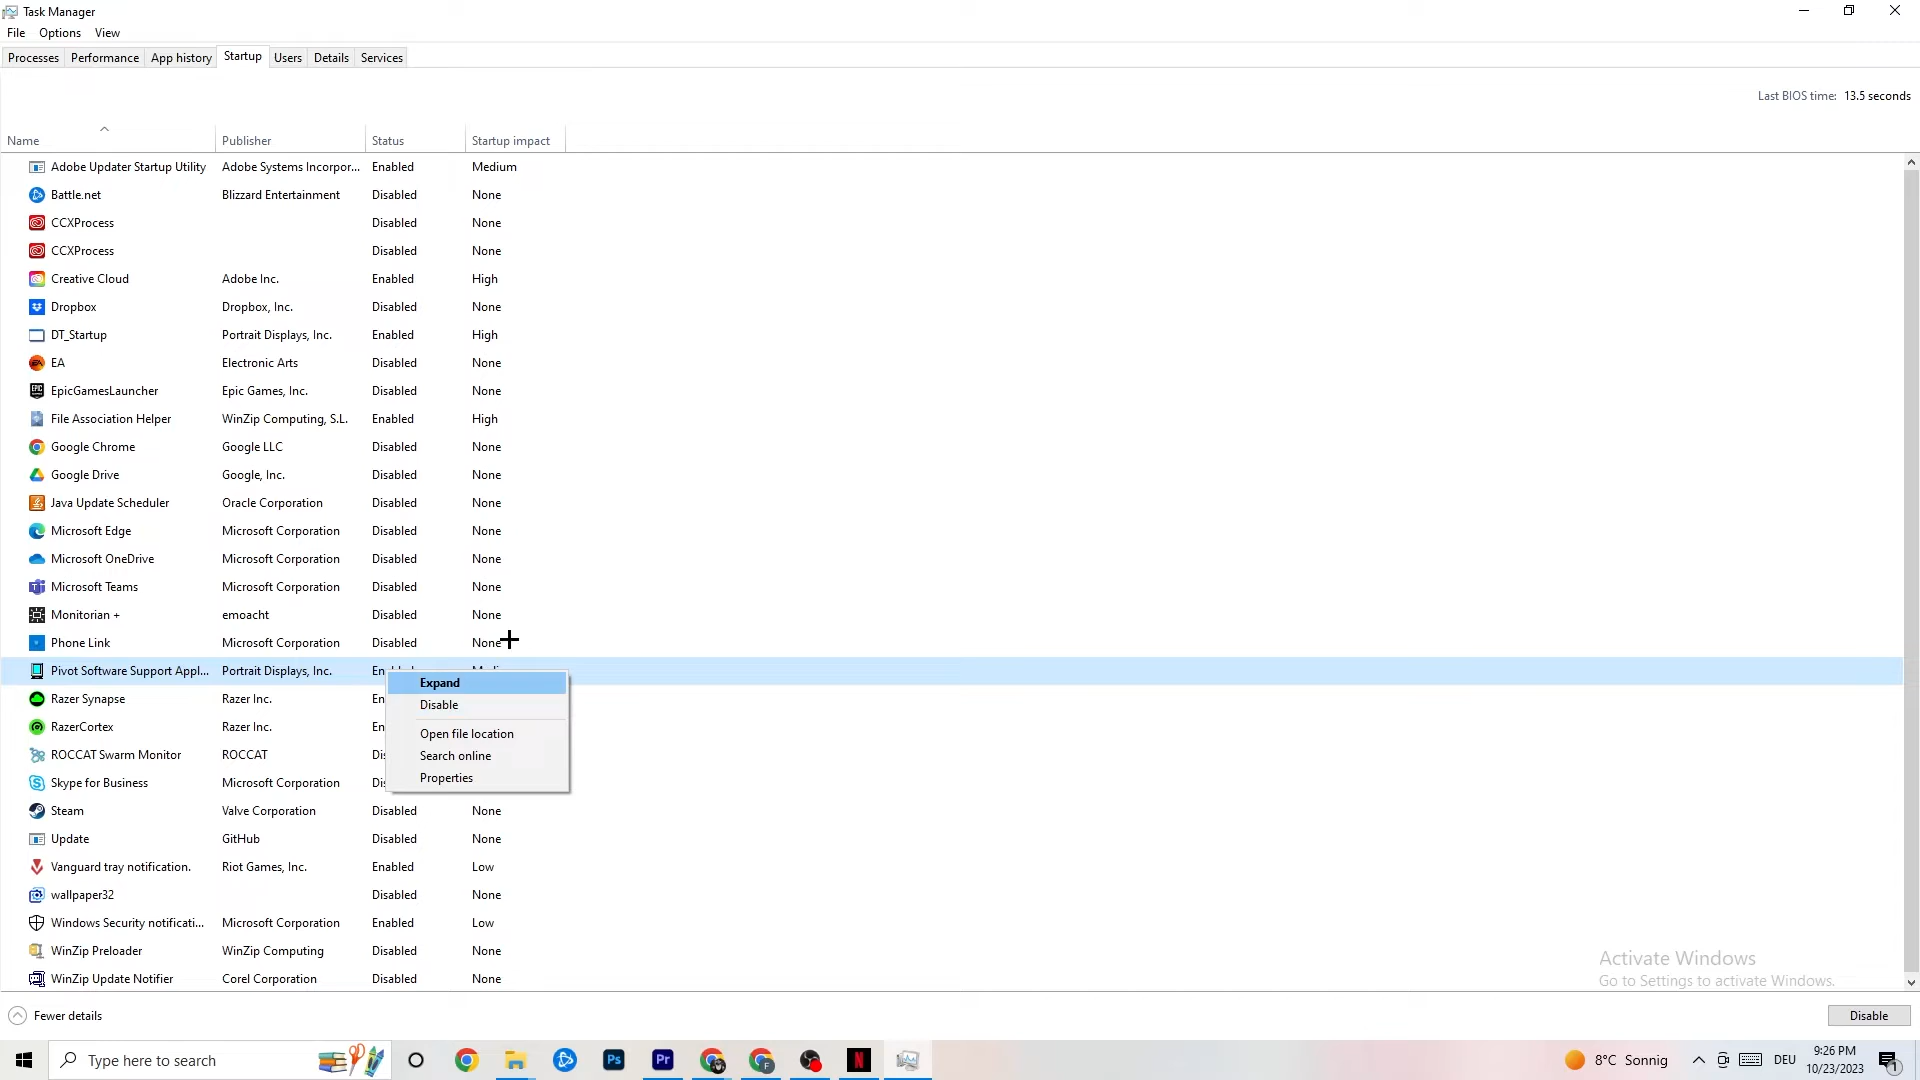 Task Manager
File Options View
Processes Performance App history Startup Users Details Services
Last BIOS time: 13.5 seconds
Name Publisher Status Startup impact
Adobe Updater Startup Utility Adobe Systems Incorpor... Enabled Medium
Battle.net Blizzard Entertainment Disabled None
CCXProcess Disabled None
CCXProcess Disabled None
Creative Cloud Adobe Inc. Enabled High
Dropbox Dropbox, Inc. Disabled None
DT_Startup Portrait Displays, Inc. Enabled High
EA Electronic Arts Disabled None
EpicGamesLauncher Epic Games, Inc. Disabled None
File Association Helper WinZip Computing, S.L. Enabled High
Google Chrome Google LLC Disabled None
Google Drive Google, Inc. Disabled None
Java Update Scheduler Oracle Corporation Disabled None
Microsoft Edge Microsoft Corporation Disabled None
Microsoft OneDrive Microsoft Corporation Disabled None
Microsoft Teams Microsoft Corporation Disabled None
Monitorian + emoacht Disabled None
Phone Link Microsoft Corporation Disabled None
Pivot Software Support Appl... Portrait Displays, Inc.
Expand
Disable
Open file location
Search online
Properties
Razer Synapse Razer Inc. En
RazerCortex Razer Inc. En
ROCCAT Swarm Monitor ROCCAT Dis
Skype for Business Microsoft Corporation Dis
Steam Valve Corporation Disabled None
Update GitHub Disabled None
Vanguard tray notification. Riot Games, Inc. Enabled Low
wallpaper32 Disabled None
Windows Security notificati... Microsoft Corporation Enabled Low
WinZip Preloader WinZip Computing Disabled None
WinZip Update Notifier Corel Corporation Disabled None
Activate Windows
Go to Settings to activate Windows.
Fewer details Disable
Type here to search Ps Pr F N 8°C Sonnig DEU 9:26 PM
10/23/2023 1